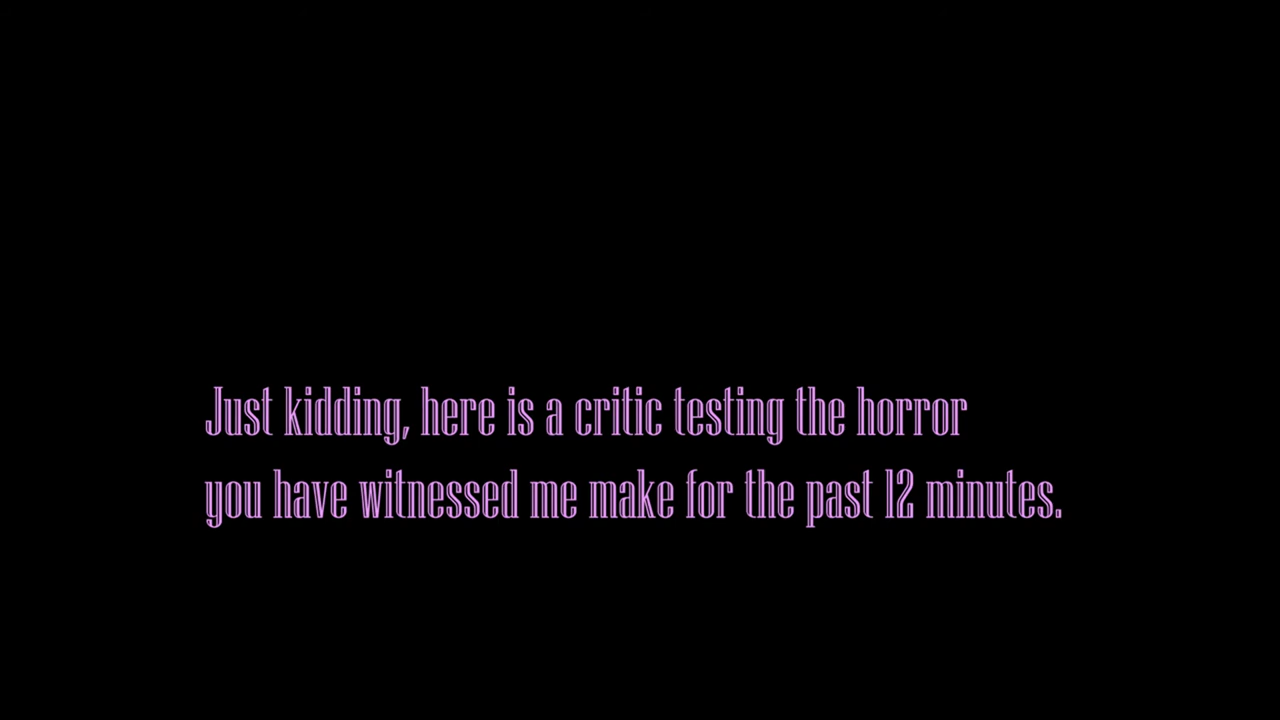 Just kidding, here is a critic testing the horror
you have witnessed me make for the past 12 minutes.